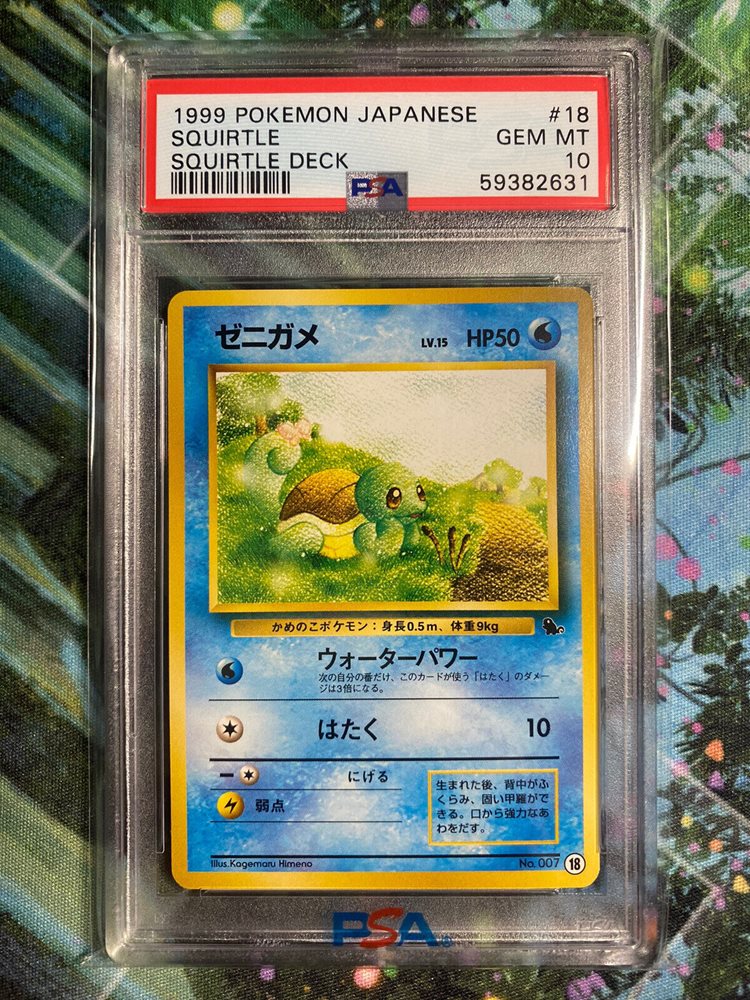 1999 POKEMON JAPANESE #18
SQUIRTLE GEM MT
SQUIRTLE DECK 10
PSA 59382631
ゼニガメ LV.15 HP50
かめのこポケモン：身長0.5m、体重9kg
ウォーターパワー
次の自分の番だけ、このカードが使う「はたく」のダメー
ジは3倍になる。
はたく 10
にげる
弱点
生まれた後、背中がふ
くらみ、固い甲羅がで
きる。口から強力なあ
わをだす。
Illus.Kagemaru Himeno No. 007 18
PSA®